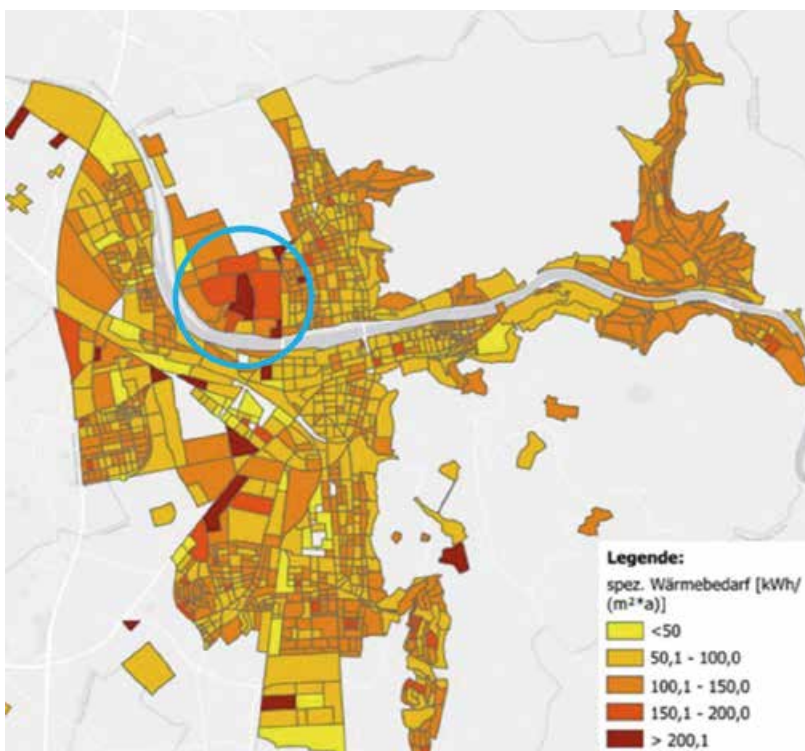 Legende:
spez. Wärmebedarf [kWh/
(m²*a)]
<50
50,1 - 100,0
100,1 - 150,0
150,1 - 200,0
> 200,1